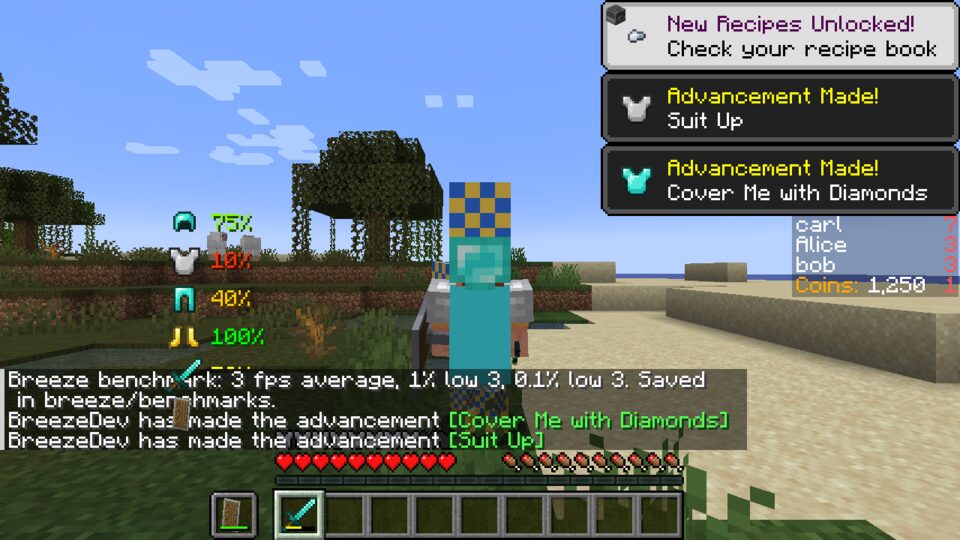 New Recipes Unlocked!
Check your recipe book
Advancement Made!
Suit Up
Advancement Made!
Cover Me with Diamonds
carl
Alice
bob
Coins: 1,250
75%
10%
40%
100%
Breeze benchmark: 3 fps average, 1% low 3, 0.1% low 3. Saved
in breeze/benchmarks.
BreezeDev has made the advancement [Cover Me with Diamonds]
BreezeDev has made the advancement [Suit Up]